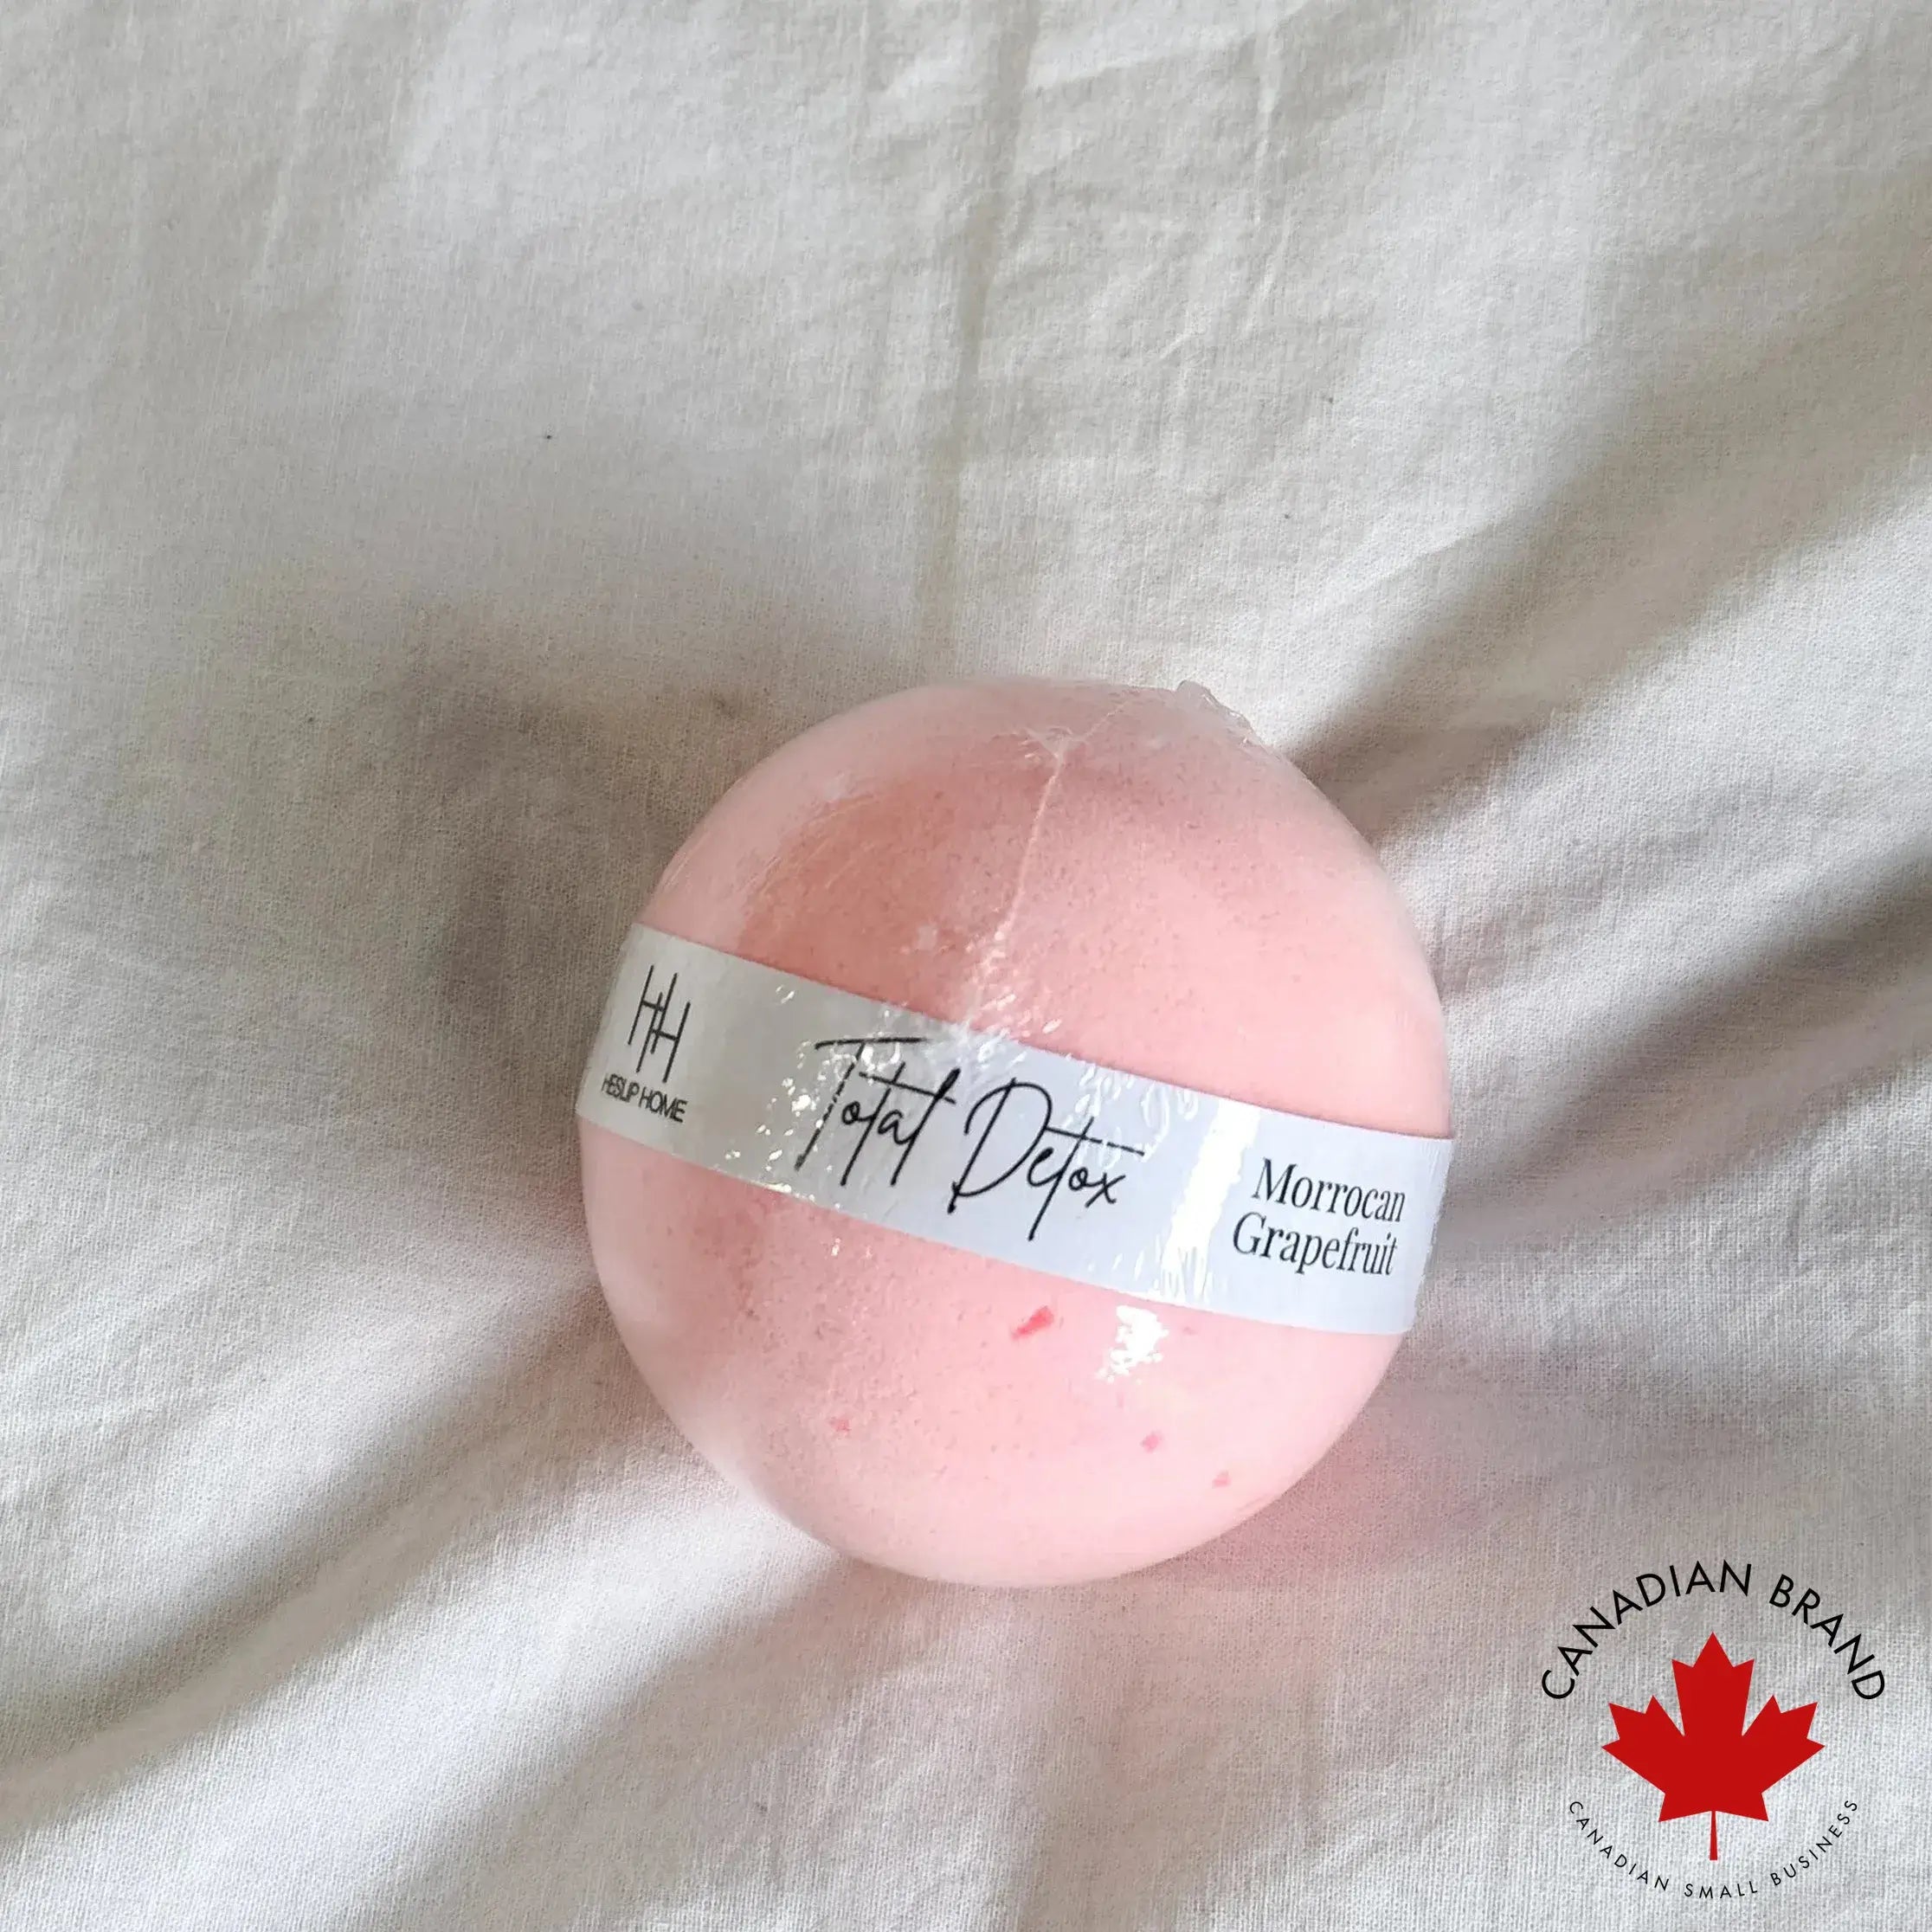 HH
HESLIP HOME
Total Detox
Morrocan
Grapefruit
CANADIAN BRAND
CANADIAN SMALL BUSINESS